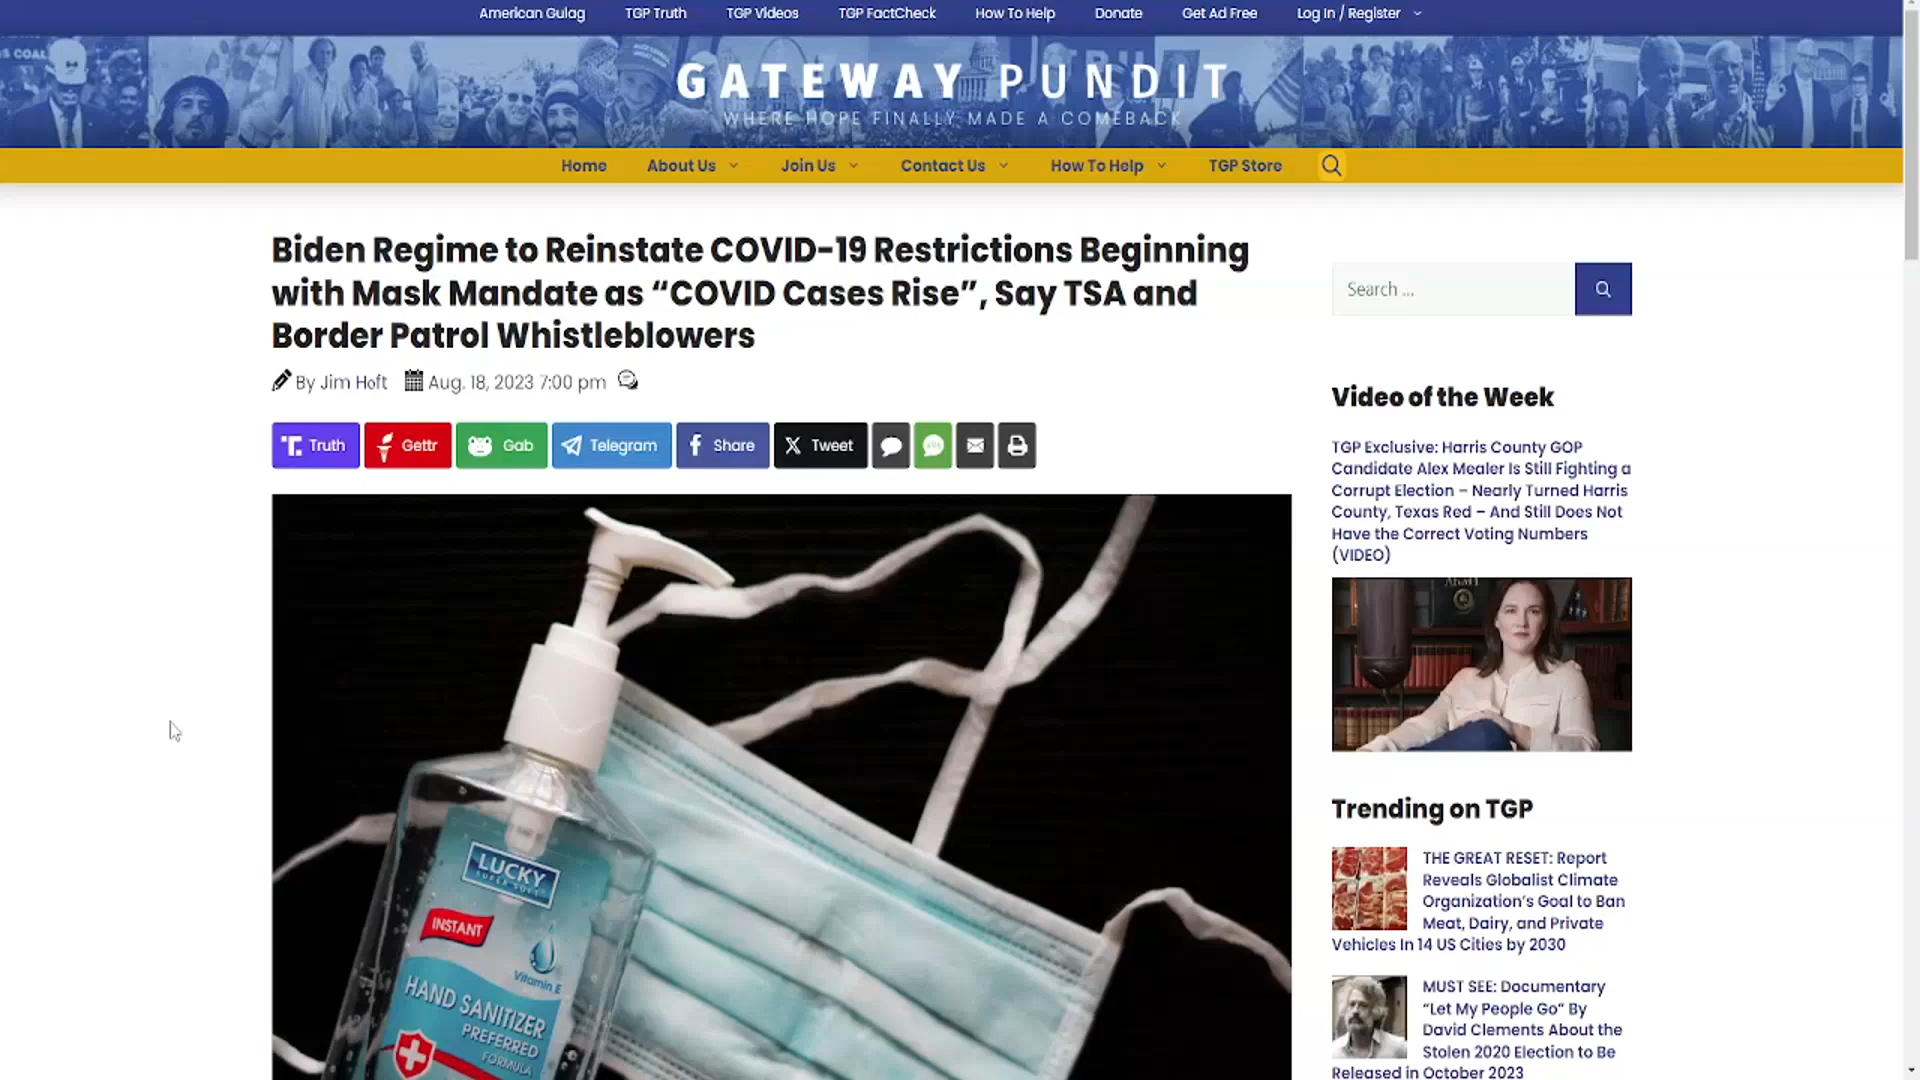 American Gulag TGP Truth TGP Videos TGP FactCheck How To Help Donate Get Ad Free Log In / Register
GATEWAY PUNDIT
WHERE HOPE FINALLY MADE A COMEBACK
Home About Us Join Us Contact Us How To Help TGP Store
Biden Regime to Reinstate COVID-19 Restrictions Beginning
with Mask Mandate as “COVID Cases Rise”, Say TSA and
Border Patrol Whistleblowers
By Jim Hoft Aug. 18, 2023 7:00 pm
Truth Gettr Gab Telegram Share Tweet
LUCKY
SUPER SOFT
INSTANT
Vitamin E
HAND SANITIZER
PREFERRED
FORMULA
Search ...
Video of the Week
TGP Exclusive: Harris County GOP
Candidate Alex Mealer Is Still Fighting a
Corrupt Election – Nearly Turned Harris
County, Texas Red – And Still Does Not
Have the Correct Voting Numbers
(VIDEO)
Trending on TGP
THE GREAT RESET: Report
Reveals Globalist Climate
Organization’s Goal to Ban
Meat, Dairy, and Private
Vehicles In 14 US Cities by 2030
MUST SEE: Documentary
“Let My People Go” By
David Clements About the
Stolen 2020 Election to Be
Released in October 2023